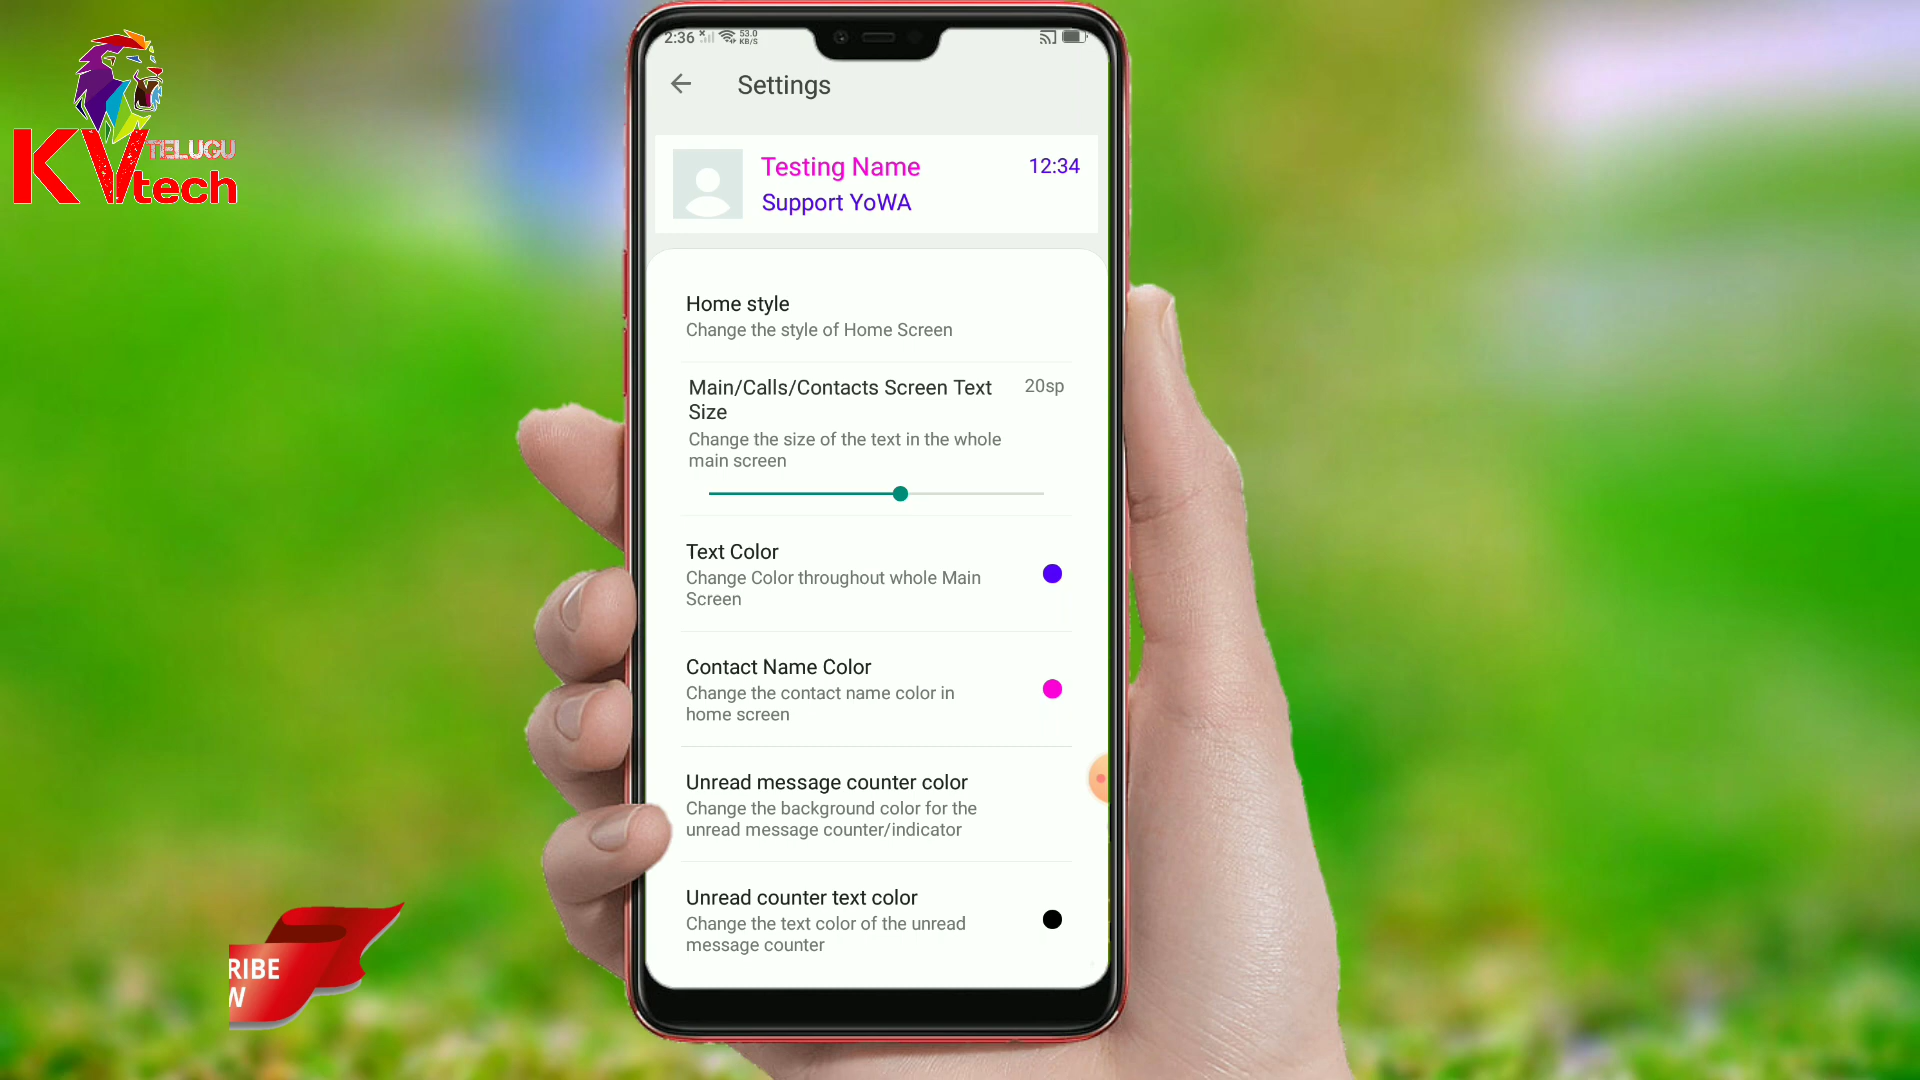 TELUGU
KV tech
2:36 53.0 KB/S
Settings
Testing Name 12:34
Support YoWA
Home style
Change the style of Home Screen
Main/Calls/Contacts Screen Text 20sp
Size
Change the size of the text in the whole
main screen
Text Color
Change Color throughout whole Main
Screen
Contact Name Color
Change the contact name color in
home screen
Unread message counter color
Change the background color for the
unread message counter/indicator
Unread counter text color
Change the text color of the unread
message counter
RIBE
W